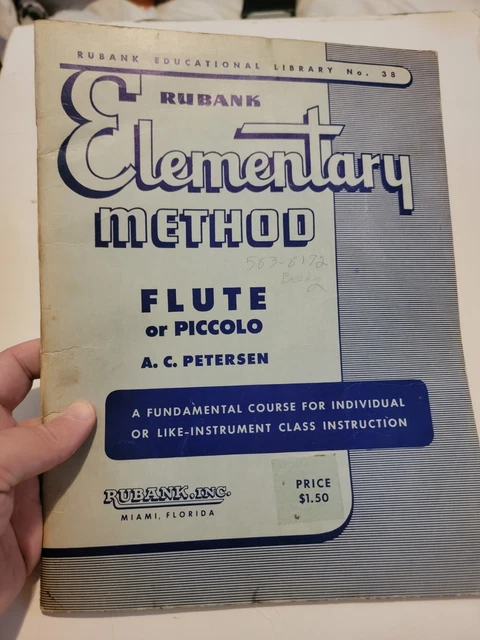 RUBANK EDUCATIONAL LIBRARY No. 38
RUBANK
Elementary
METHOD
563-8172
FLUTE
or PICCOLO
A. C. PETERSEN
A FUNDAMENTAL COURSE FOR INDIVIDUAL
OR LIKE-INSTRUMENT CLASS INSTRUCTION
RUBANK, INC.
MIAMI, FLORIDA
PRICE
$1.50